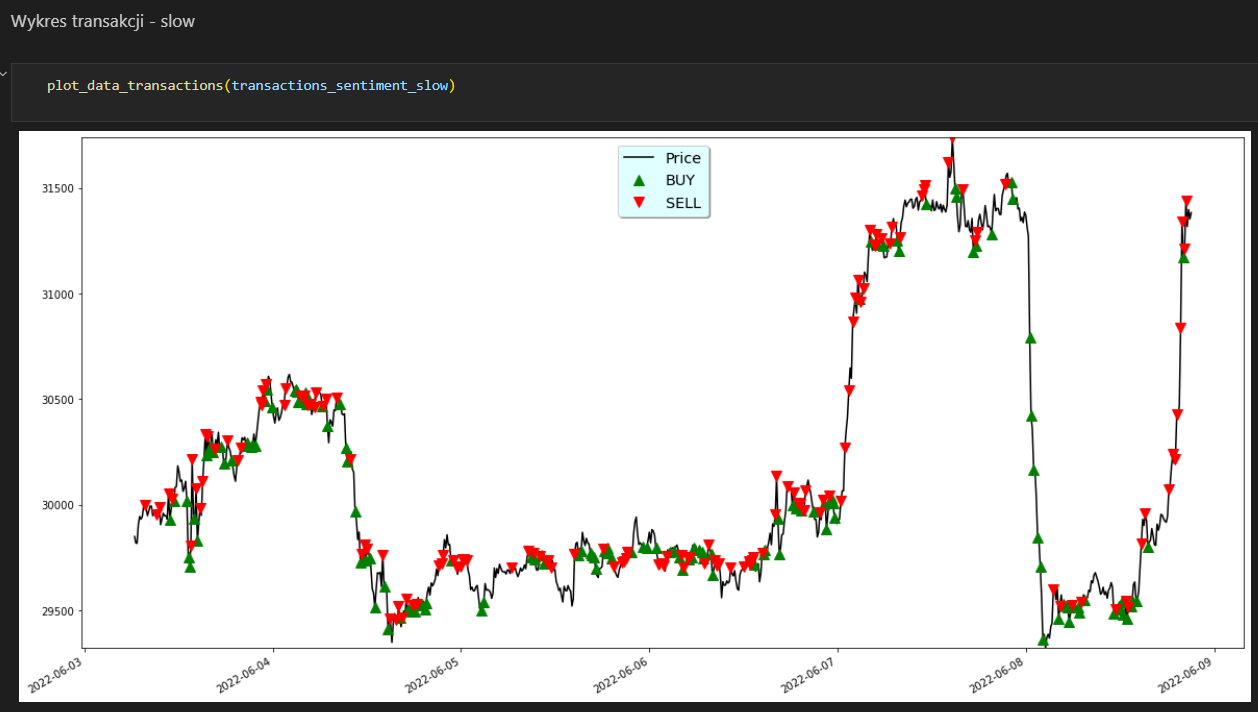 Wykres transakcji - slow
plot_data_transactions(transactions_sentiment_slow)
Price
BUY
SELL
31500
31000
30500
30000
29500
2022-06-03
2022-06-04
2022-06-05
2022-06-06
2022-06-07
2022-06-08
2022-06-09